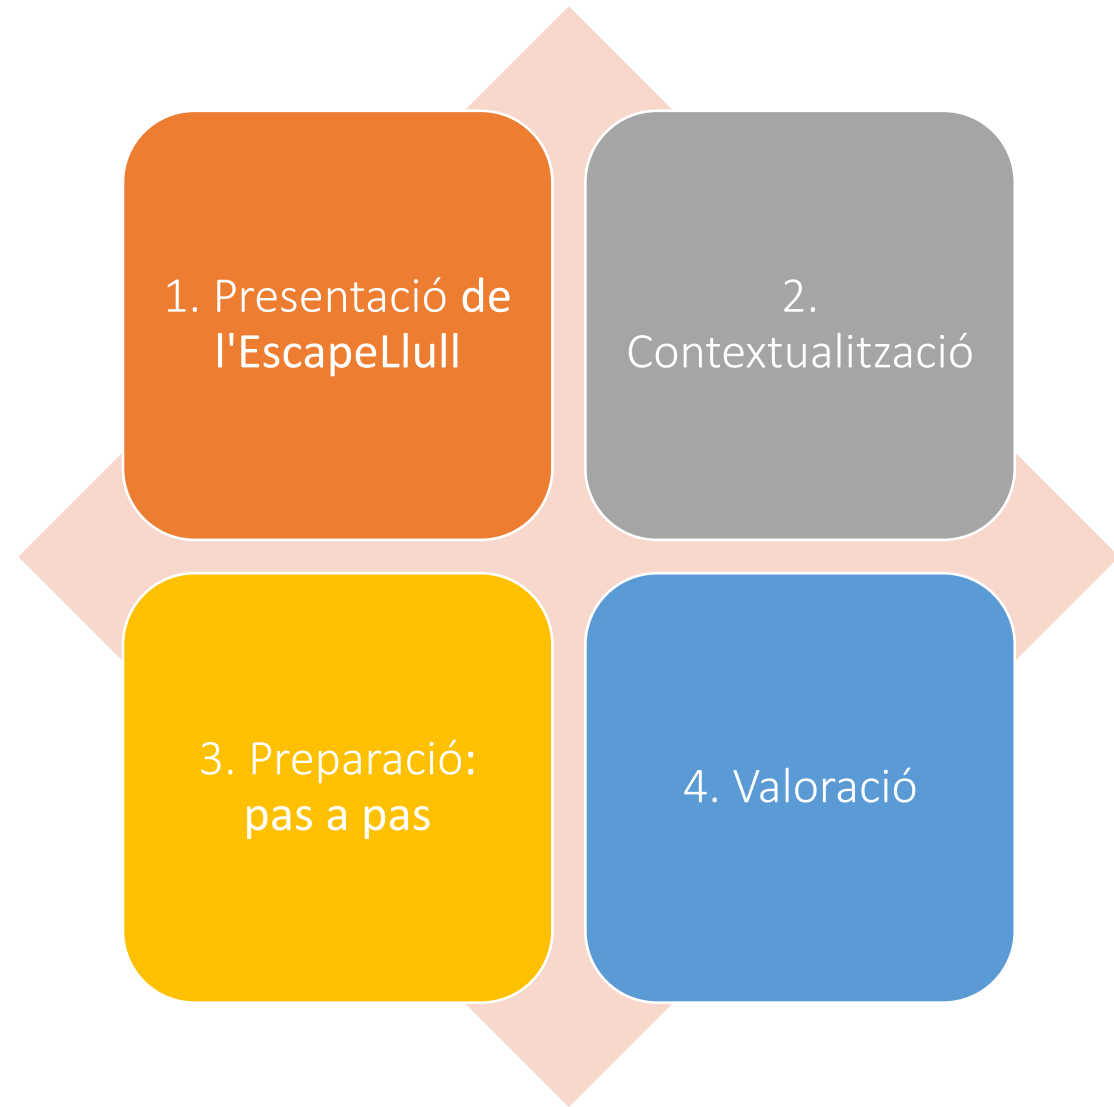 1. Presentació de
l'EscapeLlull
2.
Contextualització
3. Preparació:
pas a pas
4. Valoració